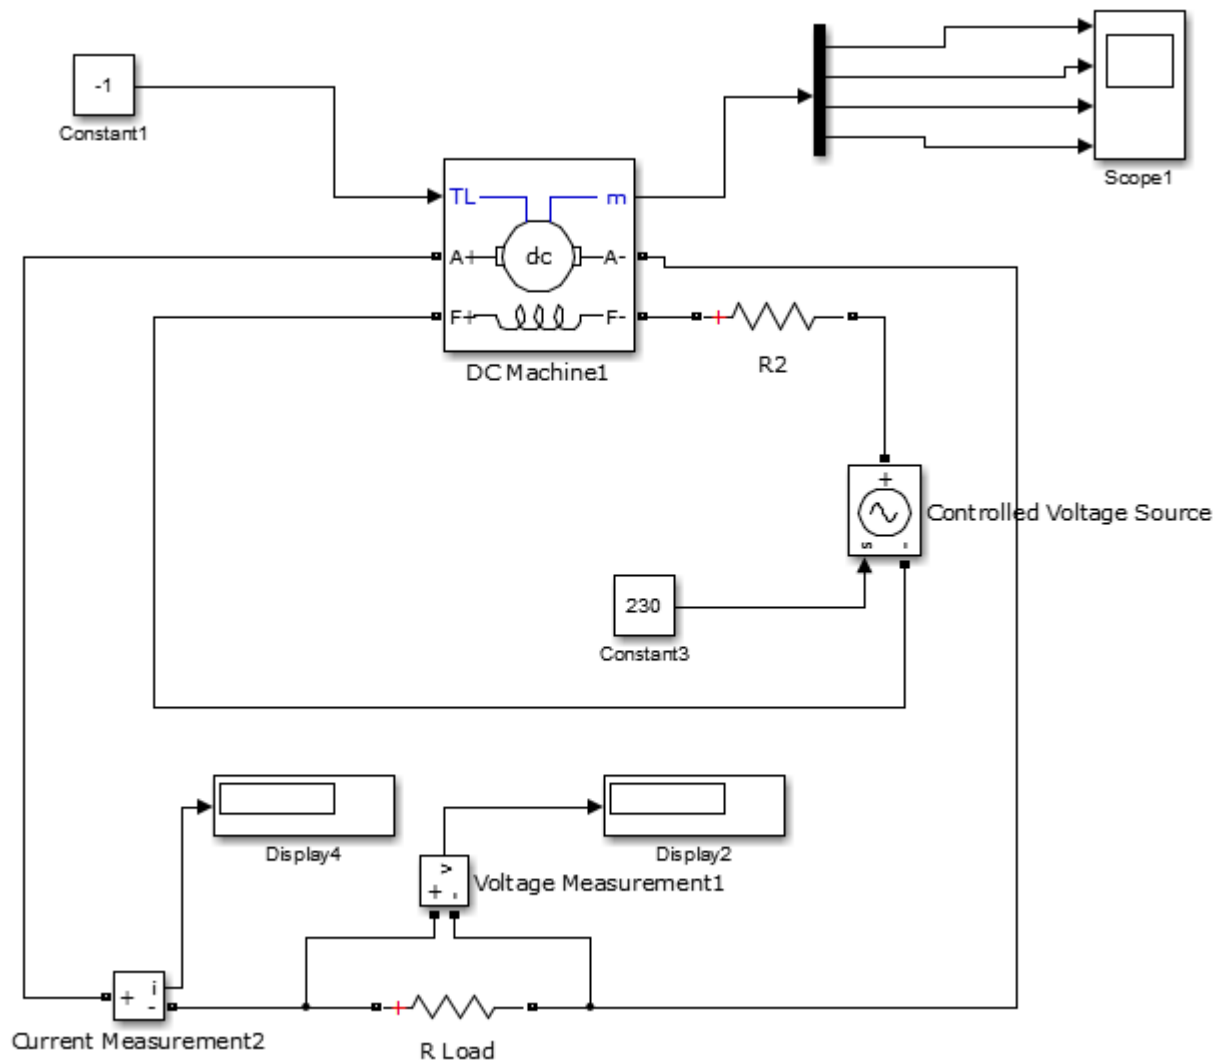 -1
Constant1
Scope1
TL
m
A+
dc
A-
F+
F-
DC Machine1
+
R2
+
Controlled Voltage Source
s
-
230
Constant3
Display4
Display2
v
+
-
Voltage Measurement1
+
i
-
Current Measurement2
+
R Load